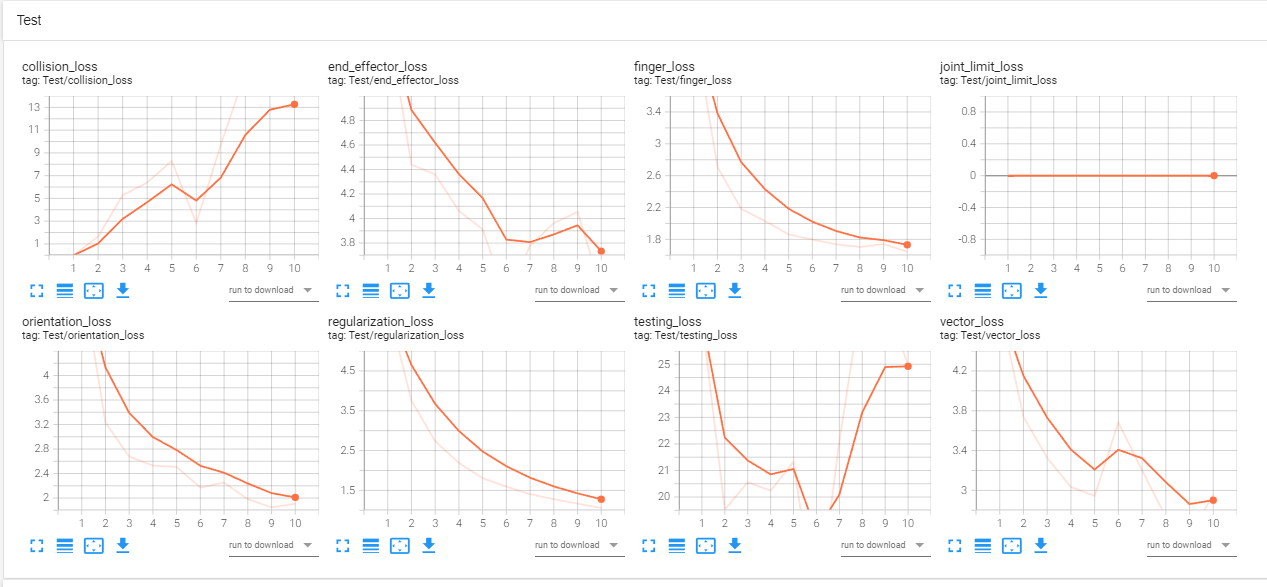 Test
collision_loss
tag: Test/collision_loss
13
11
9
7
5
3
1
1 2 3 4 5 6 7 8 9 10
run to download
end_effector_loss
tag: Test/end_effector_loss
4.8
4.6
4.4
4.2
4
3.8
1 2 3 4 5 6 7 8 9 10
run to download
finger_loss
tag: Test/finger_loss
3.4
3
2.6
2.2
1.8
1 2 3 4 5 6 7 8 9 10
run to download
joint_limit_loss
tag: Test/joint_limit_loss
0.8
0.4
0
-0.4
-0.8
1 2 3 4 5 6 7 8 9 10
run to download
orientation_loss
tag: Test/orientation_loss
4
3.6
3.2
2.8
2.4
2
1 2 3 4 5 6 7 8 9 10
run to download
regularization_loss
tag: Test/regularization_loss
4.5
3.5
2.5
1.5
1 2 3 4 5 6 7 8 9 10
run to download
testing_loss
tag: Test/testing_loss
25
24
23
22
21
20
1 2 3 4 5 6 7 8 9 10
run to download
vector_loss
tag: Test/vector_loss
4.2
3.8
3.4
3
1 2 3 4 5 6 7 8 9 10
run to download